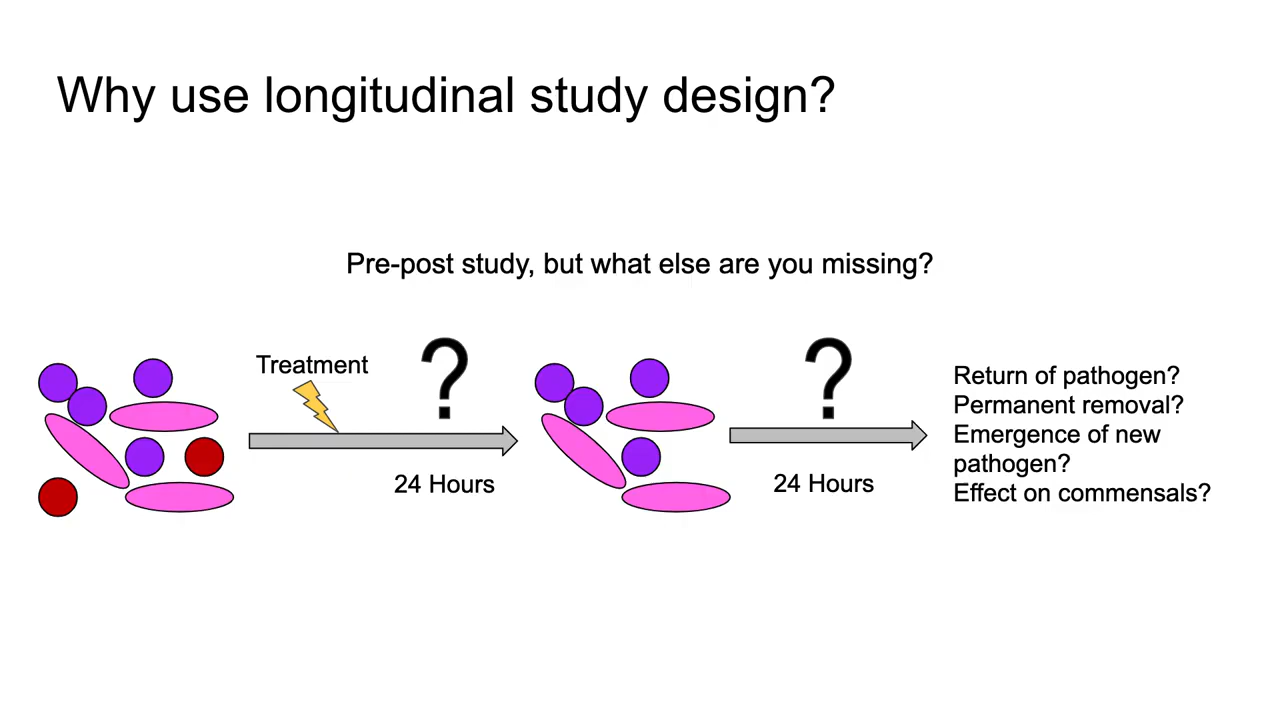 Why use longitudinal study design?
Pre-post study, but what else are you missing?
Treatment
?
24 Hours
?
24 Hours
Return of pathogen?
Permanent removal?
Emergence of new
pathogen?
Effect on commensals?